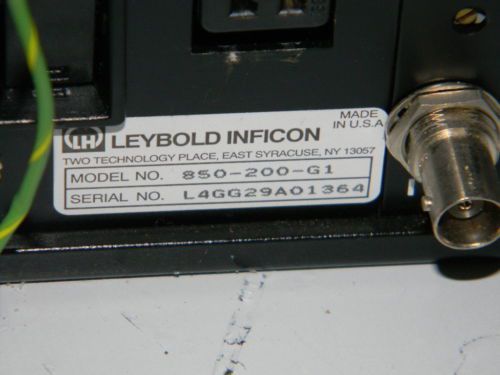 MADE
IN U.S.A
LH LEYBOLD INFICON
TWO TECHNOLOGY PLACE, EAST SYRACUSE, NY 13057
MODEL NO. 850-200-G1
SERIAL NO. L4GG29A01364